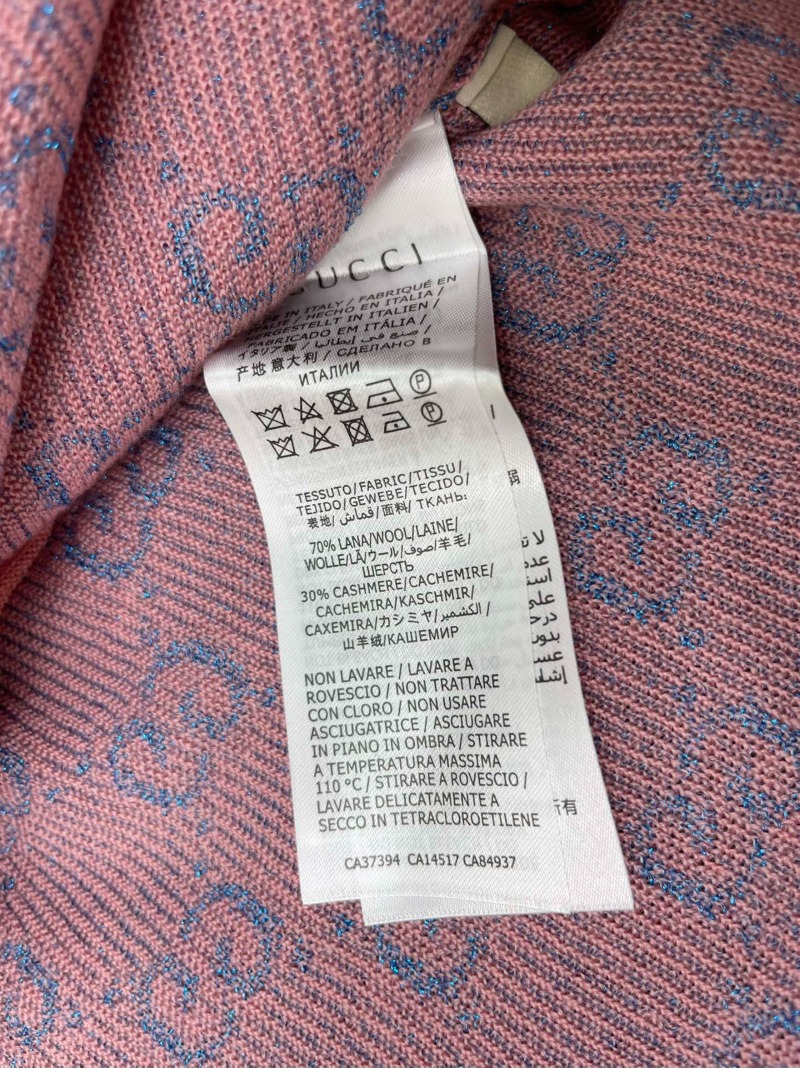 GUCCI
MADE IN ITALY / FABRIQUÉ EN
ITALIE / HECHO EN ITALIA /
HERGESTELLT IN ITALIEN /
FABRICADO EM ITÁLIA /
イタリア製 / صنع في إيطاليا /
产地 意大利 / СДЕЛАНО В
ИТАЛИИ
P
P
TESSUTO/FABRIC/TISSU/
TEJIDO/GEWEBE/TECIDO/
表地/قماش/面料/ ТКАНЬ:
70% LANA/WOOL/LAINE/
WOLLE/LÃ/ウール/صوف/羊毛/
ШЕРСТЬ
30% CASHMERE/CACHEMIRE/
CACHEMIRA/KASCHMIR/
CAXEMIRA/カシミヤ/الكشمير/
山羊绒/КАШЕМИР
NON LAVARE / LAVARE A
ROVESCIO / NON TRATTARE
CON CLORO / NON USARE
ASCIUGATRICE / ASCIUGARE
IN PIANO IN OMBRA / STIRARE
A TEMPERATURA MASSIMA
110 °C / STIRARE A ROVESCIO /
LAVARE DELICATAMENTE A
SECCO IN TETRACLOROETILENE
CA37394 CA14517 CA84937